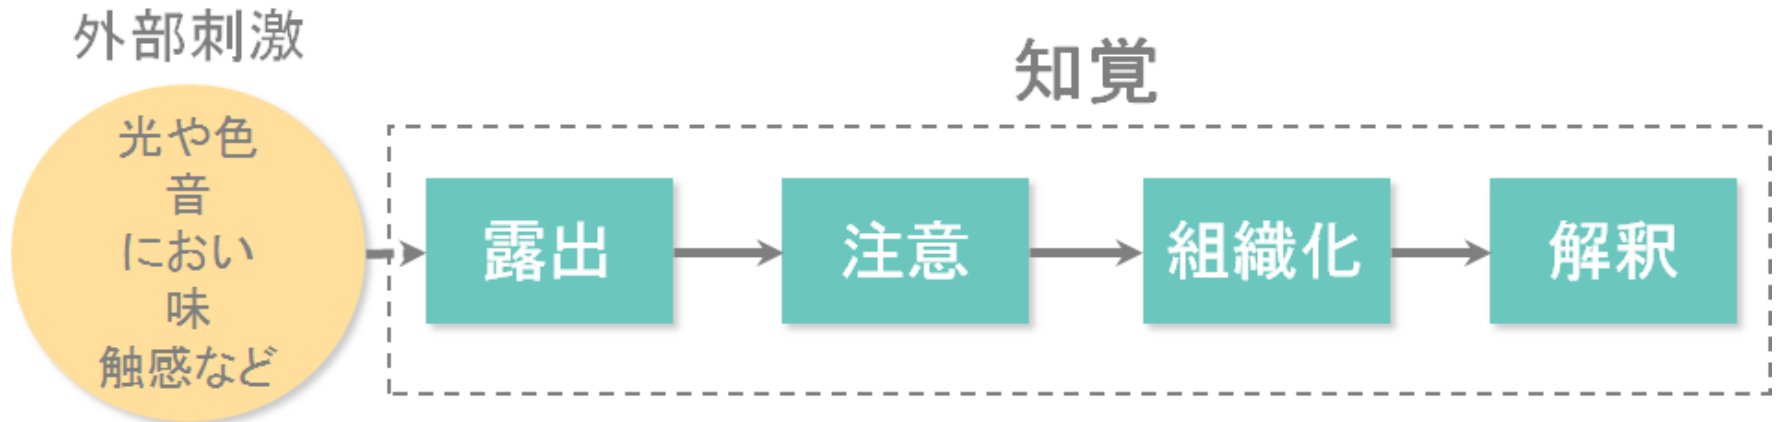 外部刺激
光や色
音
におい
味
触感など
知覚
露出
注意
組織化
解釈